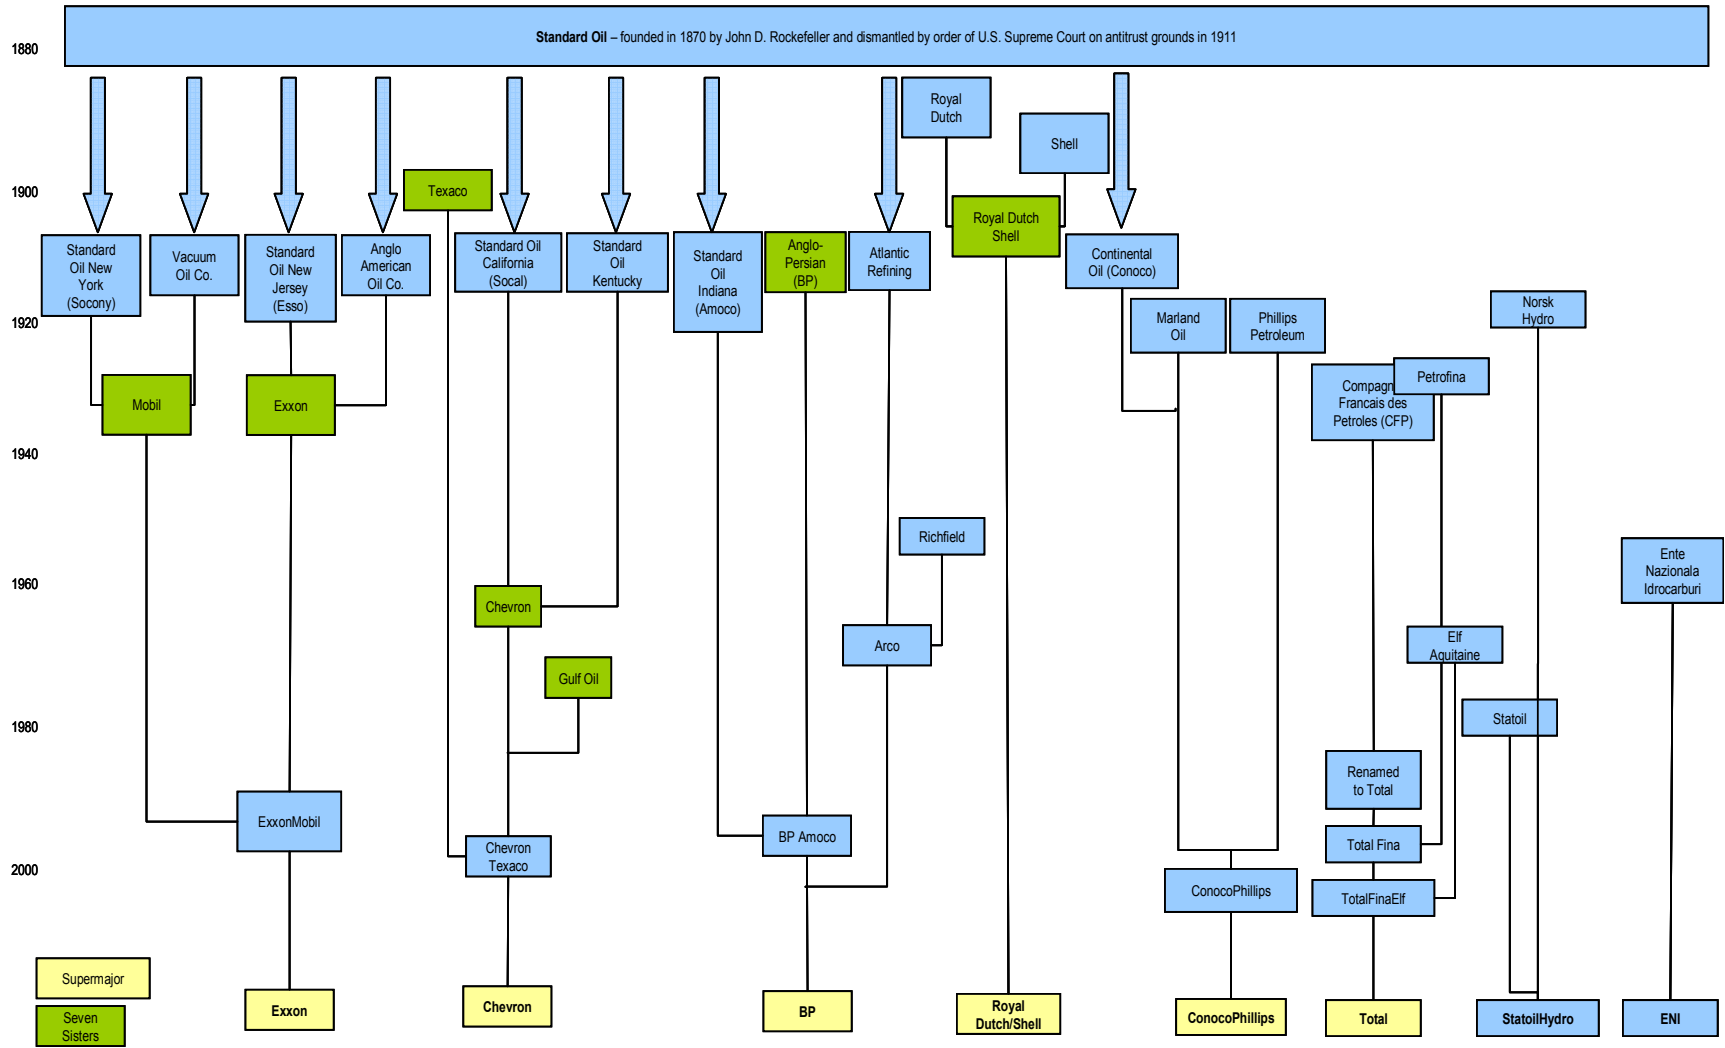 Standard Oil – founded in 1870 by John D. Rockefeller and dismantled by order of U.S. Supreme Court on antitrust grounds in 1911
1880
Royal
Dutch
Shell
1900
Texaco
Royal Dutch
Shell
Standard
Oil New
York
(Socony)
Vacuum
Oil Co.
Standard
Oil New
Jersey
(Esso)
Anglo
American
Oil Co.
Standard Oil
California
(Socal)
Standard
Oil
Kentucky
Standard
Oil
Indiana
(Amoco)
Anglo-
Persian
(BP)
Atlantic
Refining
Continental
Oil (Conoco)
1920
Marland
Oil
Phillips
Petroleum
Norsk
Hydro
Mobil
Exxon
Compagn
Francais des
Petroles (CFP)
Petrofina
1940
Richfield
Ente
Nazionala
Idrocarburi
1960
Chevron
Arco
Elf
Aquitaine
Gulf Oil
1980
Statoil
Renamed
to Total
ExxonMobil
BP Amoco
Total Fina
Chevron
Texaco
2000
ConocoPhillips
TotalFinaElf
Supermajor
Seven
Sisters
Exxon
Chevron
BP
Royal
Dutch/Shell
ConocoPhillips
Total
StatoilHydro
ENI